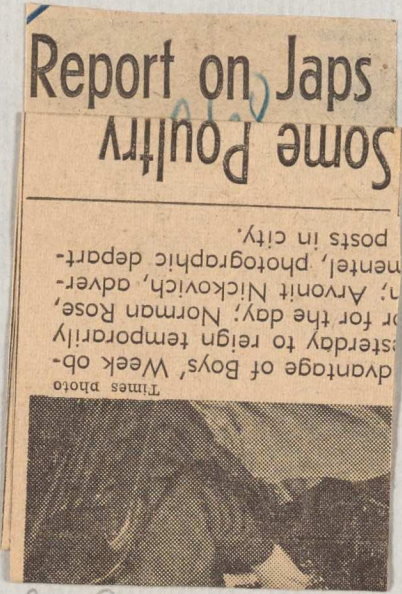 Report on Japs
Times photo
dvantage of Boys' Week ob-
esterday to reign temporarily
or for the day; Norman Rose,
n; Arvonit Nickovich, adver-
mentel, photographic depart-
posts in city.
Some Poultry